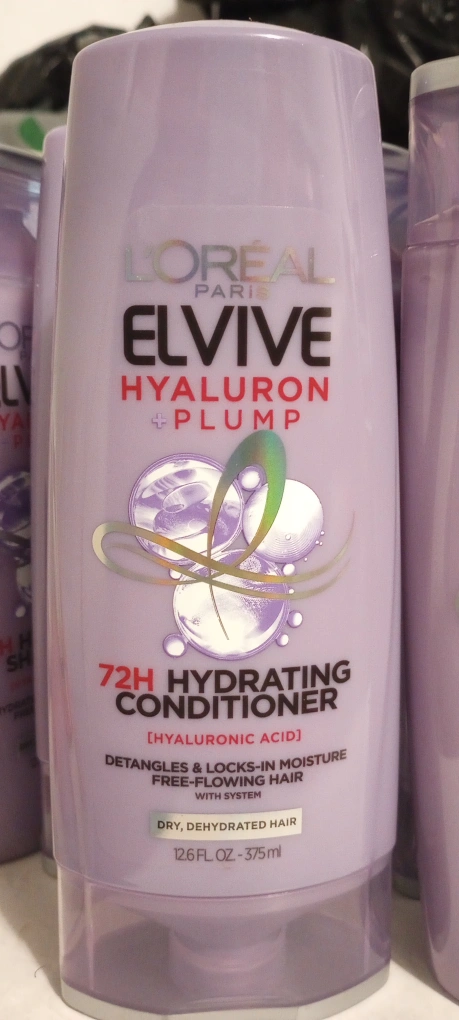 L'ORÉAL
PARIS
ELVIVE
HYALURON
+PLUMP
72H HYDRATING
CONDITIONER
[HYALURONIC ACID]
DETANGLES & LOCKS-IN MOISTURE
FREE-FLOWING HAIR
WITH SYSTEM
DRY, DEHYDRATED HAIR
12.6 FL. OZ. - 375 ml